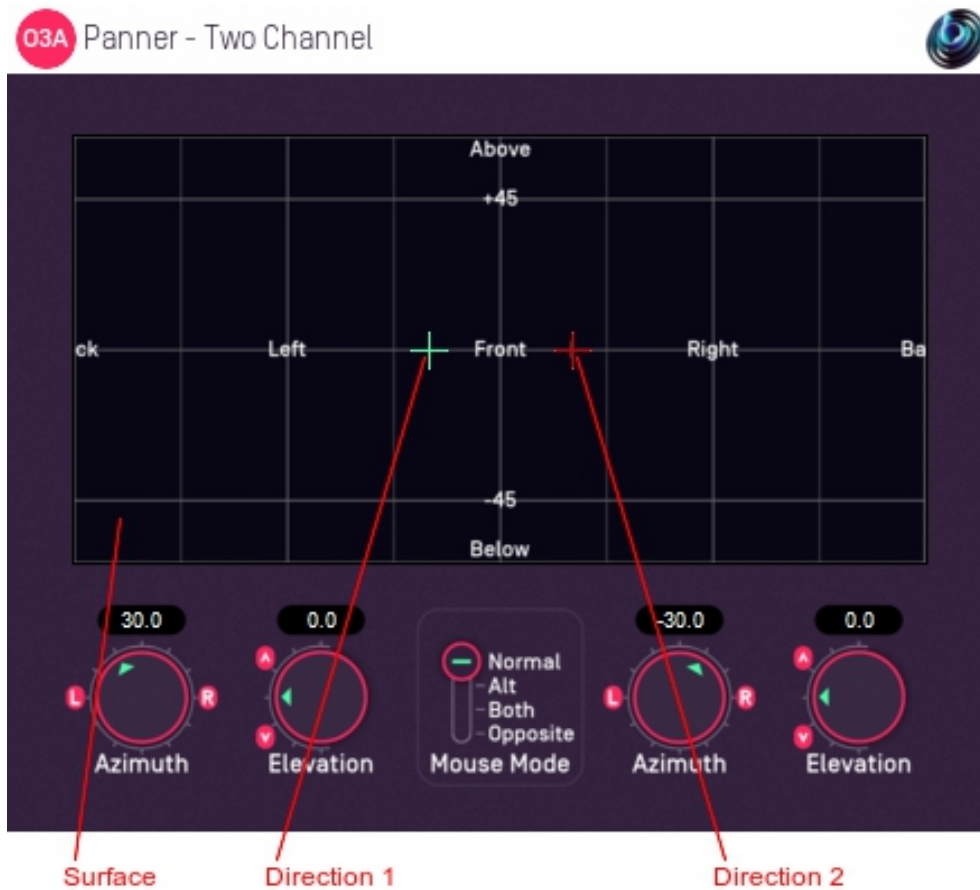 O3A Panner - Two Channel
Above
+45
ck Left Front Right Ba
-45
Below
30.0 0.0 -30.0 0.0
Normal
Alt
L R L R
Both
Opposite
Azimuth Elevation Mouse Mode Azimuth Elevation
Surface Direction 1 Direction 2